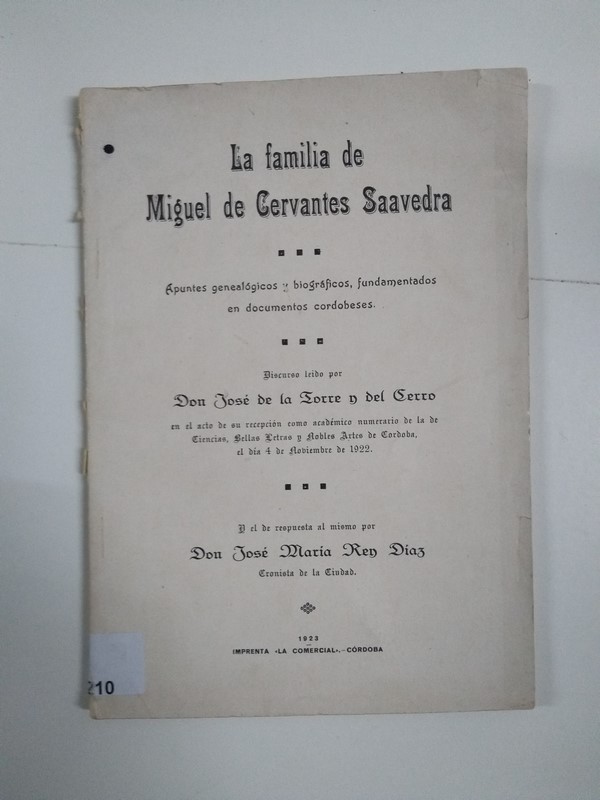 La familia de
Miguel de Cervantes Saavedra
Apuntes genealógicos y biográficos, fundamentados
en documentos cordobeses.
Discurso leido por
Don José de la Torre y del Cerro
en el acto de su recepción como académico numerario de la de
Ciencias, Bellas Letras y Nobles Artes de Córdoba,
el día 4 de Noviembre de 1922.
Y el de respuesta al mismo por
Don José María Rey Díaz
Cronista de la Ciudad.
1923
IMPRENTA «LA COMERCIAL».-CÓRDOBA
210